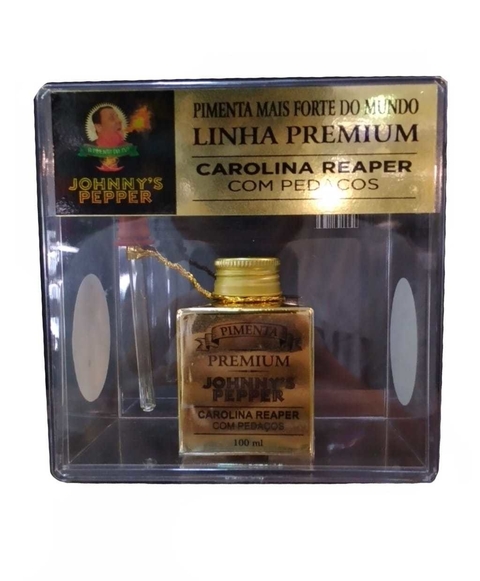 PIMENTA MAIS FORTE DO MUNDO
LINHA PREMIUM
CAROLINA REAPER
COM PEDAÇOS
JOHNNY'S
PEPPER
PIMENTA
PREMIUM
JOHNNY'S
PEPPER
CAROLINA REAPER
COM PEDAÇOS
100 ml